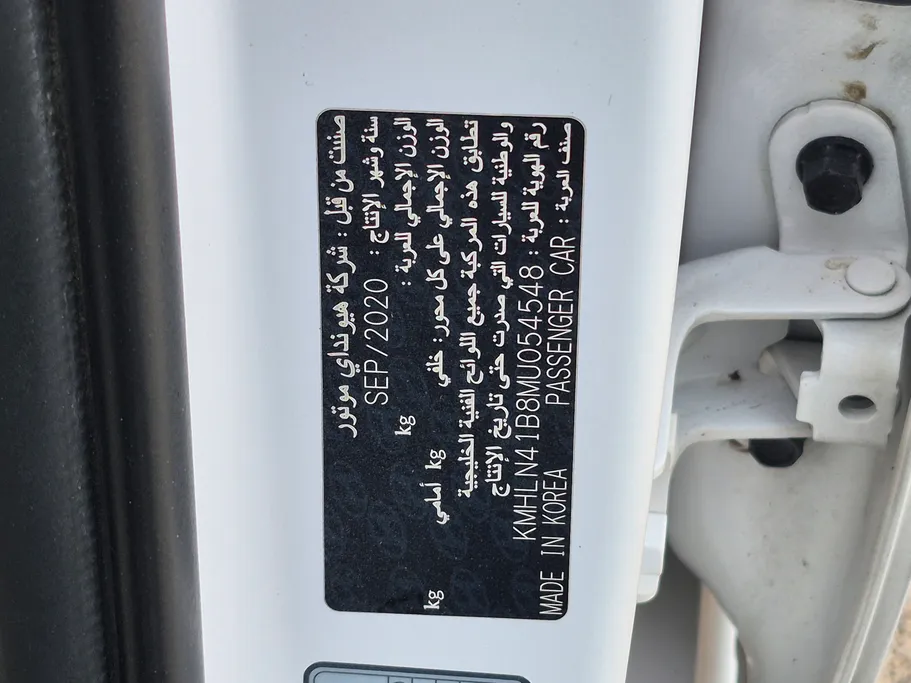 صنعت من قبل : شركة هيونداي موتور
سنة وشهر الإنتاج : SEP/2020
الوزن الإجمالي للعربة : kg
الوزن الإجمالي على كل محور: خلفي kg أمامي kg
تطابق هذه المركبة جميع اللوائح الفنية الخليجية
والوطنية للسيارات التي صدرت حتى تاريخ الإنتاج
رقم الهوية للعربة : KMHLN41B8MU054548
صنف العربة : PASSENGER CAR MADE IN KOREA